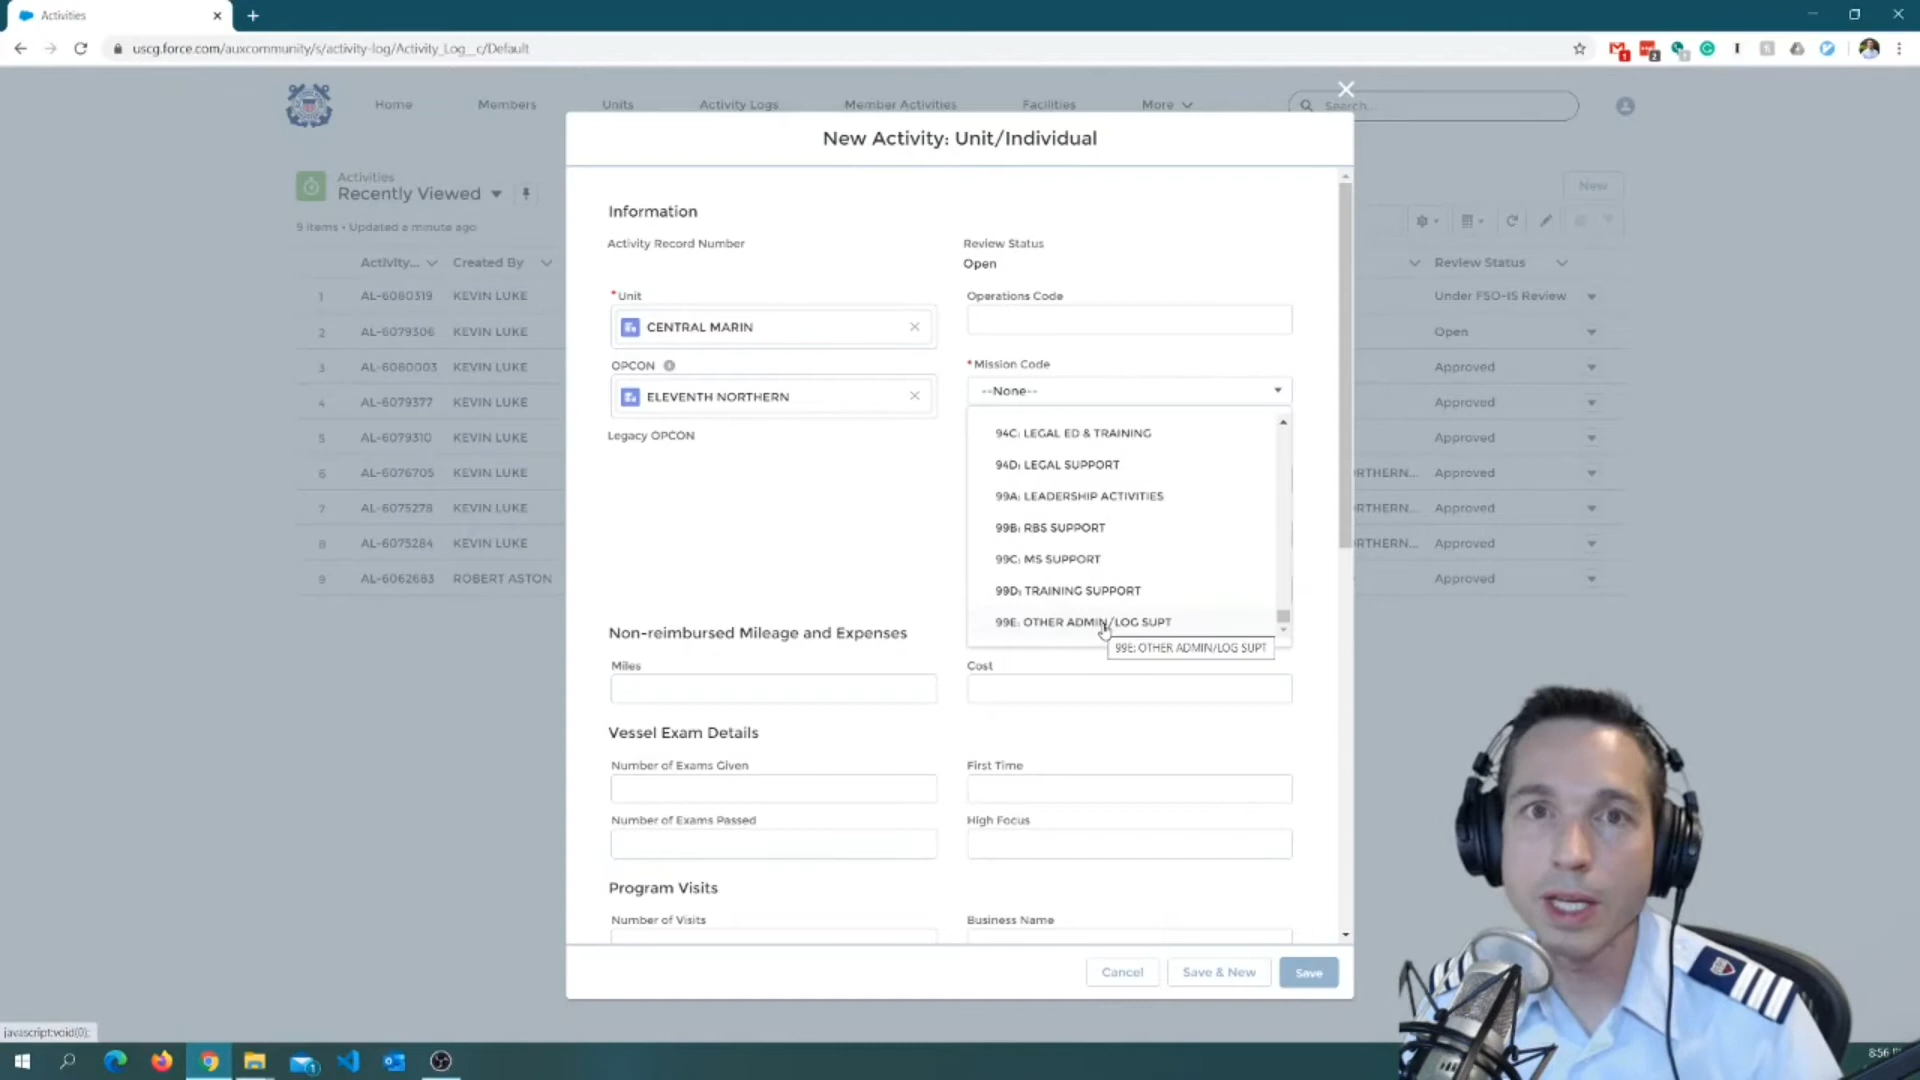 Activities
uscg.force.com/auxcommunity/s/activity-log/Activity_Log__c/Default
Home
Members
Units
Activity Logs
Member Activities
Facilities
More
Search...
New Activity: Unit/Individual
Activities
Recently Viewed
New
9 items • Updated a minute ago
Activity...
Created By
Review Status
1 AL-6080319 KEVIN LUKE Under FSO-IS Review
2 AL-6079306 KEVIN LUKE Open
3 AL-6080003 KEVIN LUKE Approved
4 AL-6079377 KEVIN LUKE Approved
5 AL-6079310 KEVIN LUKE Approved
6 AL-6076705 KEVIN LUKE RTHERN... Approved
7 AL-6075278 KEVIN LUKE RTHERN... Approved
8 AL-6075284 KEVIN LUKE RTHERN... Approved
9 AL-6062683 ROBERT ASTON Approved
Information
Activity Record Number
Review Status
Open
*Unit
CENTRAL MARIN
Operations Code
OPCON
ELEVENTH NORTHERN
*Mission Code
--None--
Legacy OPCON
94C: LEGAL ED & TRAINING
94D: LEGAL SUPPORT
99A: LEADERSHIP ACTIVITIES
99B: RBS SUPPORT
99C: MS SUPPORT
99D: TRAINING SUPPORT
99E: OTHER ADMIN/LOG SUPT
99E: OTHER ADMIN/LOG SUPT
Non-reimbursed Mileage and Expenses
Miles
Cost
Vessel Exam Details
Number of Exams Given
First Time
Number of Exams Passed
High Focus
Program Visits
Number of Visits
Business Name
Cancel
Save & New
Save
javascript:void(0);
8:56